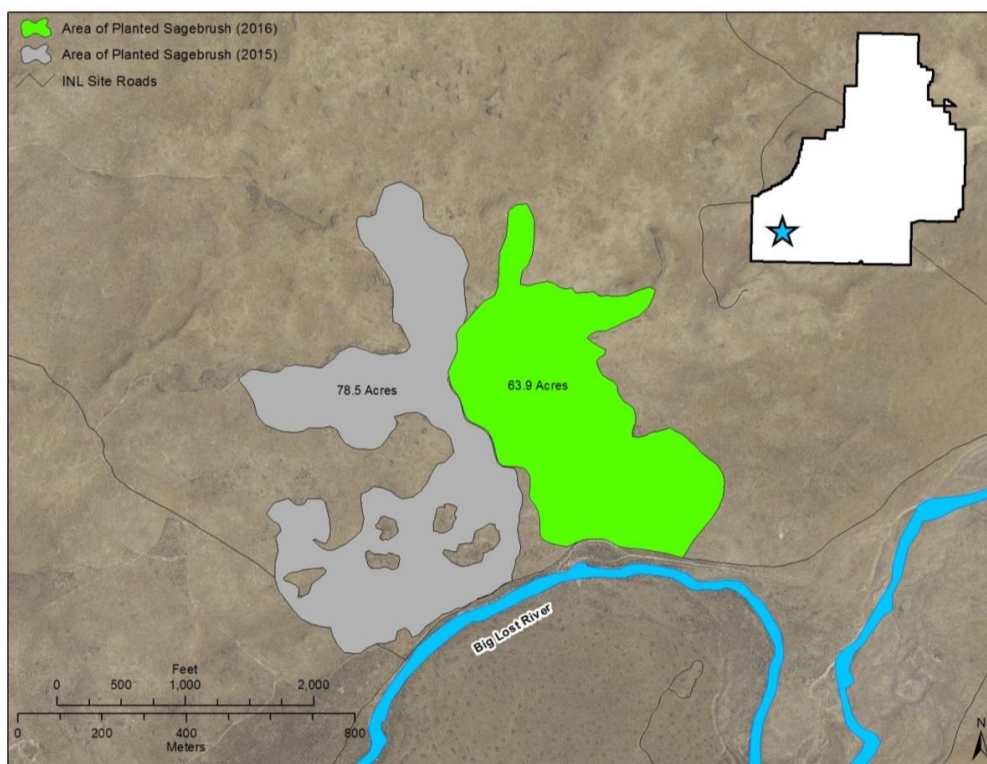 Area of Planted Sagebrush (2016)
Area of Planted Sagebrush (2015)
INL Site Roads
78.5 Acres
63.9 Acres
Big Lost River
Feet
0 500 1,000 2,000
0 200 400 800
Meters
N